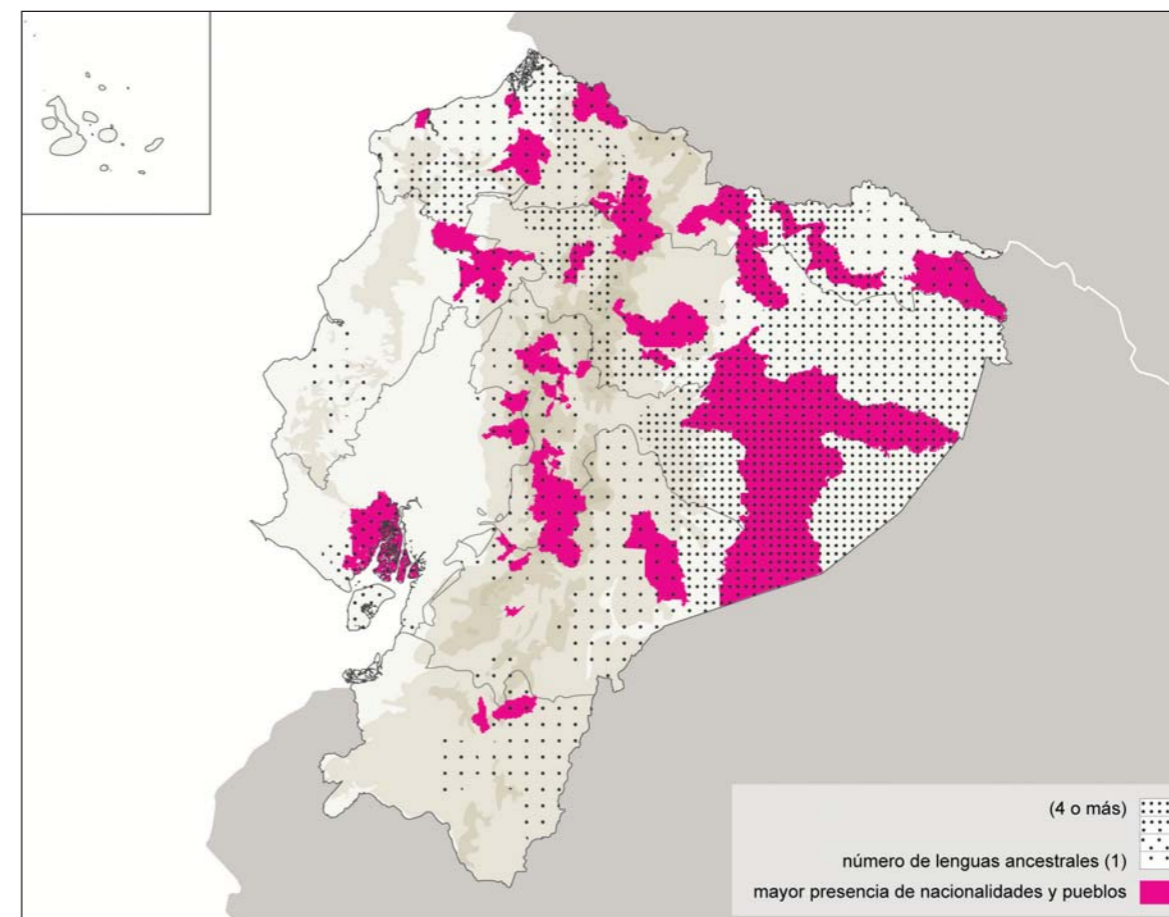 (4 o más)
número de lenguas ancestrales (1)
mayor presencia de nacionalidades y pueblos